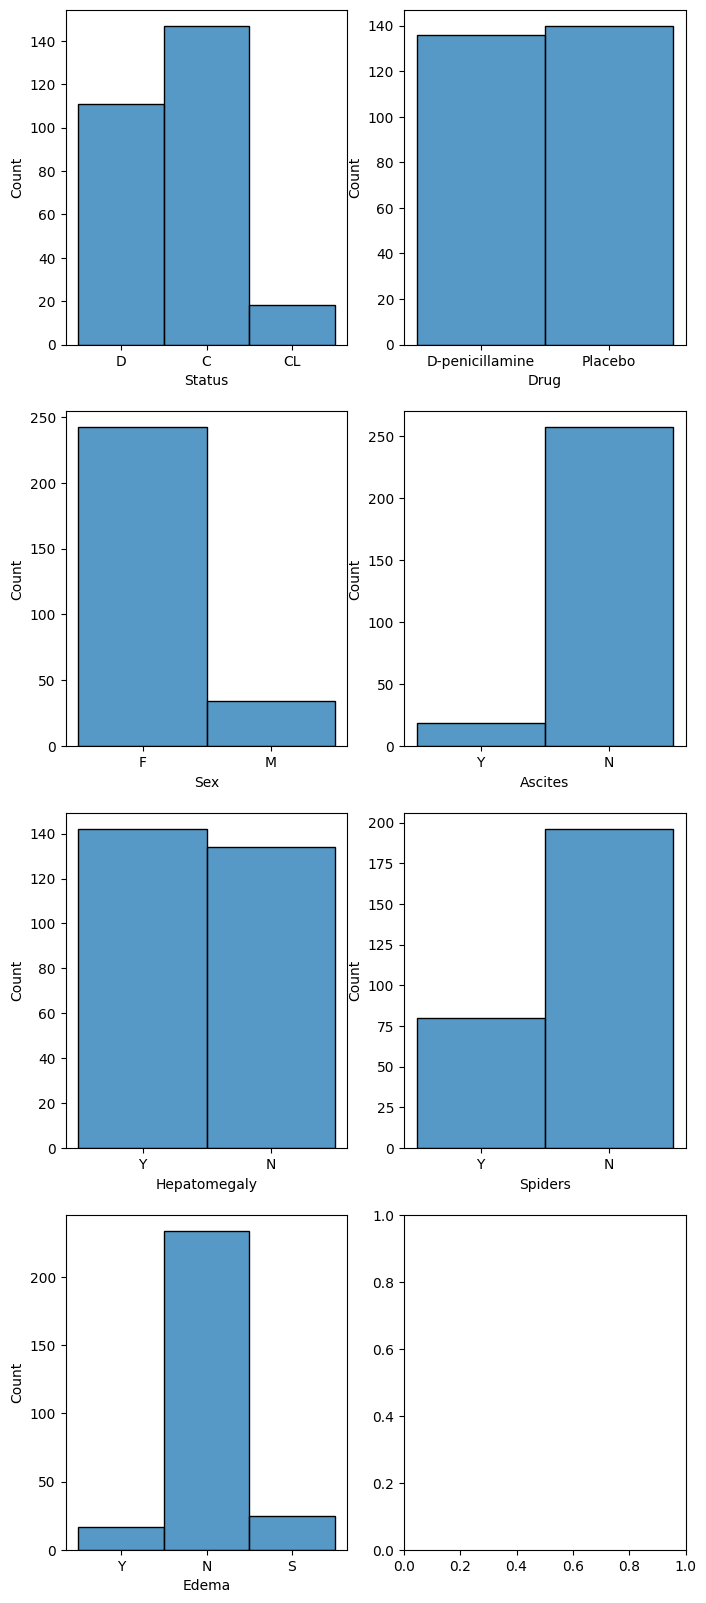 140
120
100
80
60
40
20
0
Count
D C CL
Status
140
120
100
80
60
40
20
0
Count
D-penicillamine Placebo
Drug
250
200
150
100
50
0
Count
F M
Sex
250
200
150
100
50
0
Count
Y N
Ascites
140
120
100
80
60
40
20
0
Count
Y N
Hepatomegaly
200
175
150
125
100
75
50
25
0
Count
Y N
Spiders
200
150
100
50
0
Count
Y N S
Edema
1.0
0.8
0.6
0.4
0.2
0.0
0.0 0.2 0.4 0.6 0.8 1.0